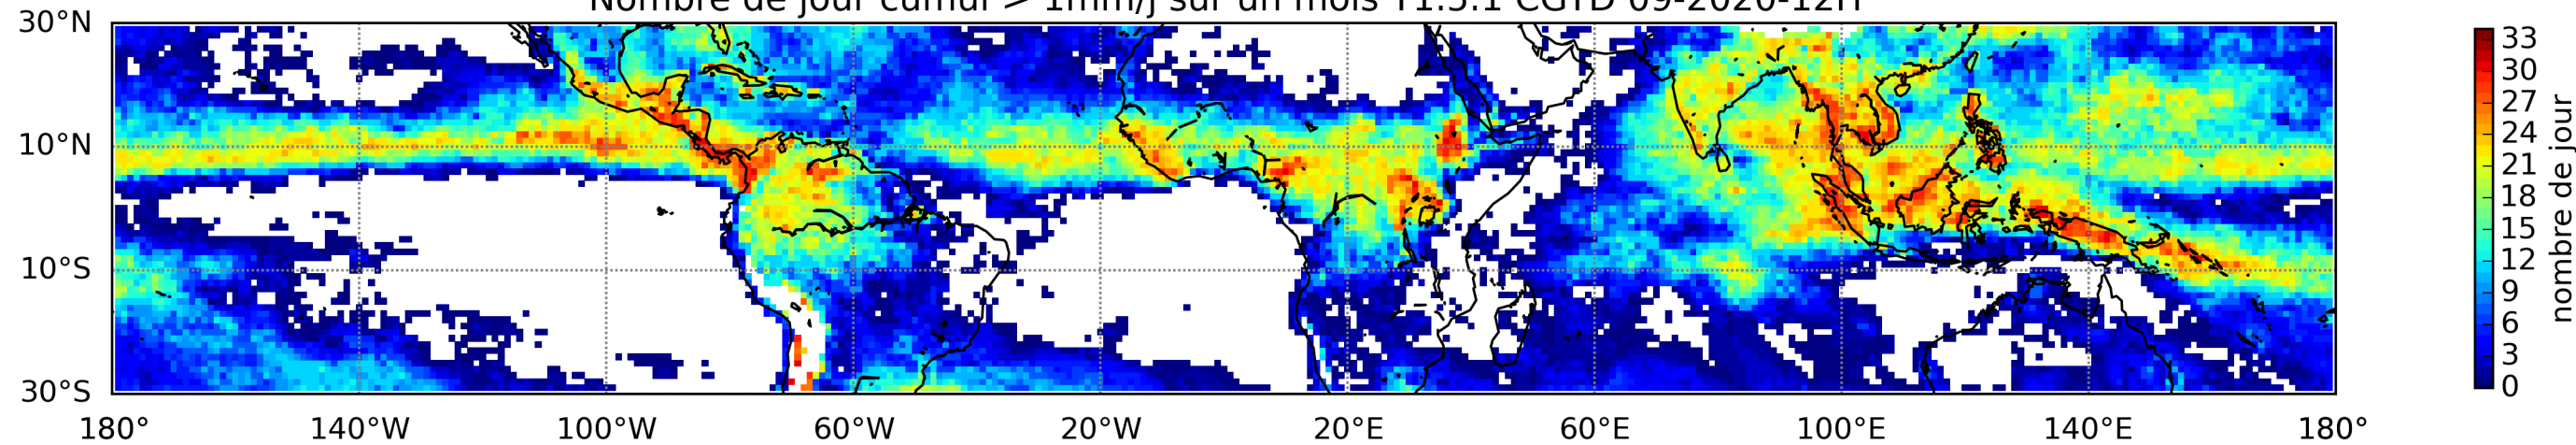 Nombre de jour cumul > 1mm/j sur un mois T1.5.1 CGTD 09-2020-12H
30°N
10°N
10°S
30°S
180° 140°W 100°W 60°W 20°W 20°E 60°E 100°E 140°E 180°
33
30
27
24
21
18
15
12
9
6
3
0
nombre de jour